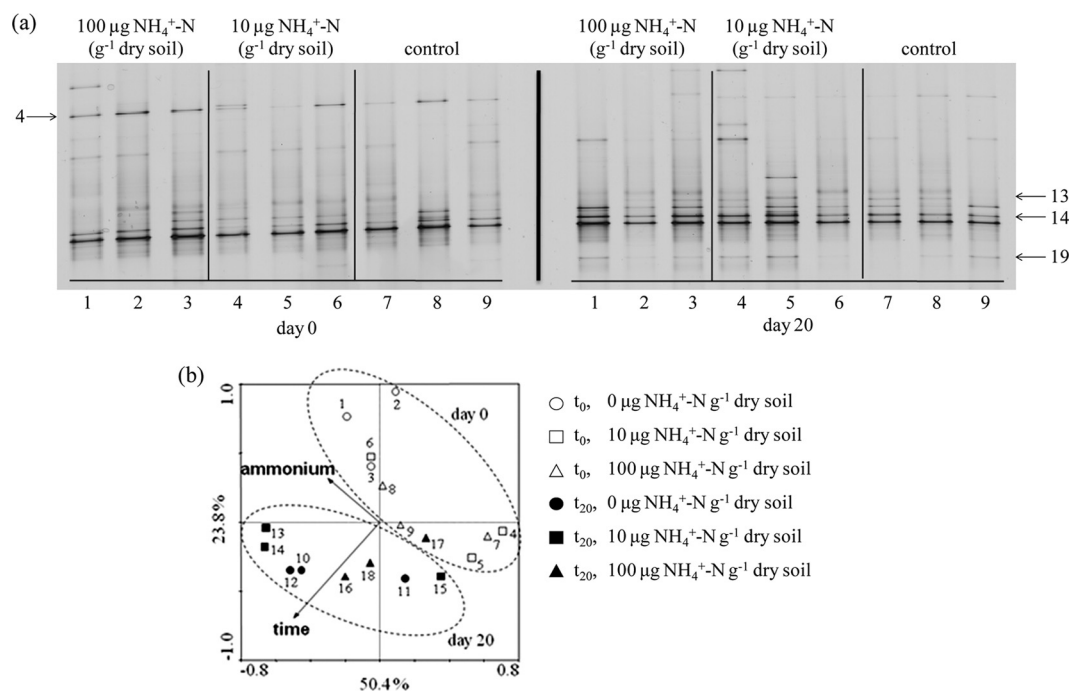 (a)
100 µg NH₄⁺-N
(g⁻¹ dry soil)
10 µg NH₄⁺-N
(g⁻¹ dry soil)
control
100 µg NH₄⁺-N
(g⁻¹ dry soil)
10 µg NH₄⁺-N
(g⁻¹ dry soil)
control
4
13
14
19
1 2 3 4 5 6 7 8 9
day 0
1 2 3 4 5 6 7 8 9
day 20
(b)
1.0
23.8%
-1.0
-0.8
50.4%
0.8
day 0
ammonium
time
day 20
1
2
6
3
8
9
17
4
7
5
13
14
10
12
16
18
11
15
t₀, 0 µg NH₄⁺-N g⁻¹ dry soil
t₀, 10 µg NH₄⁺-N g⁻¹ dry soil
t₀, 100 µg NH₄⁺-N g⁻¹ dry soil
t₂₀, 0 µg NH₄⁺-N g⁻¹ dry soil
t₂₀, 10 µg NH₄⁺-N g⁻¹ dry soil
t₂₀, 100 µg NH₄⁺-N g⁻¹ dry soil